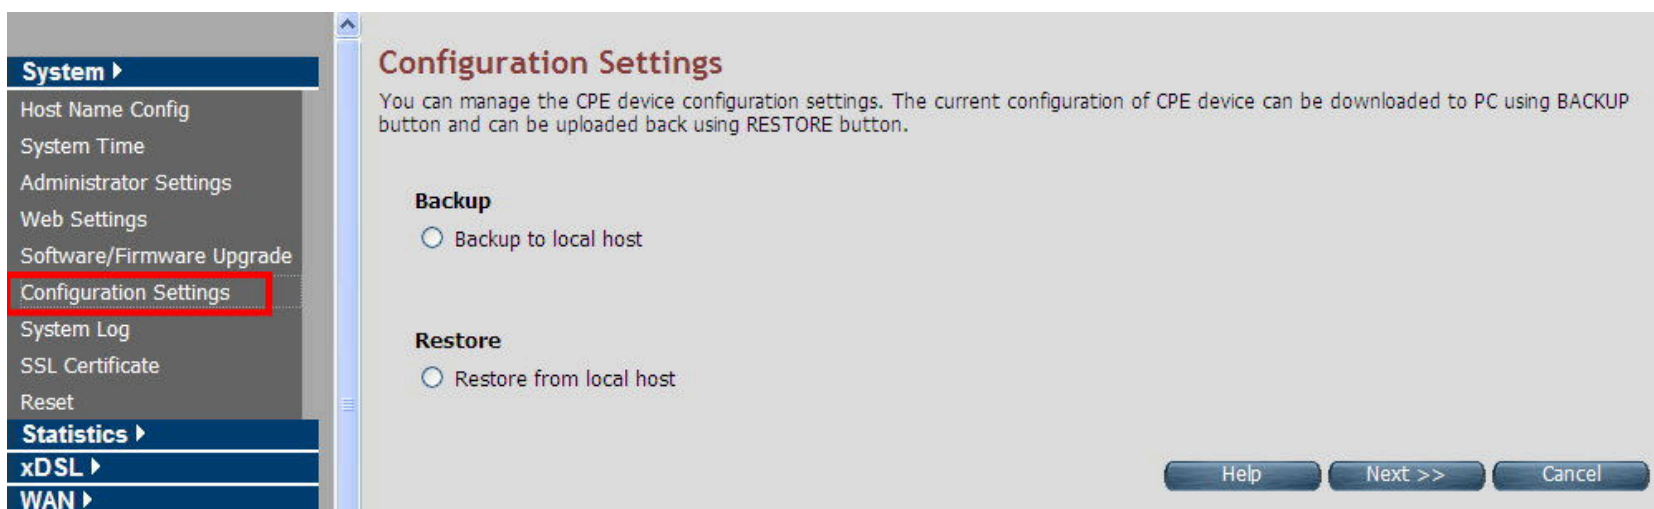 System
Host Name Config
System Time
Administrator Settings
Web Settings
Software/Firmware Upgrade
Configuration Settings
System Log
SSL Certificate
Reset
Statistics
xDSL
WAN
Configuration Settings
You can manage the CPE device configuration settings. The current configuration of CPE device can be downloaded to PC using BACKUP
button and can be uploaded back using RESTORE button.
Backup
Backup to local host
Restore
Restore from local host
Help
Next >>
Cancel